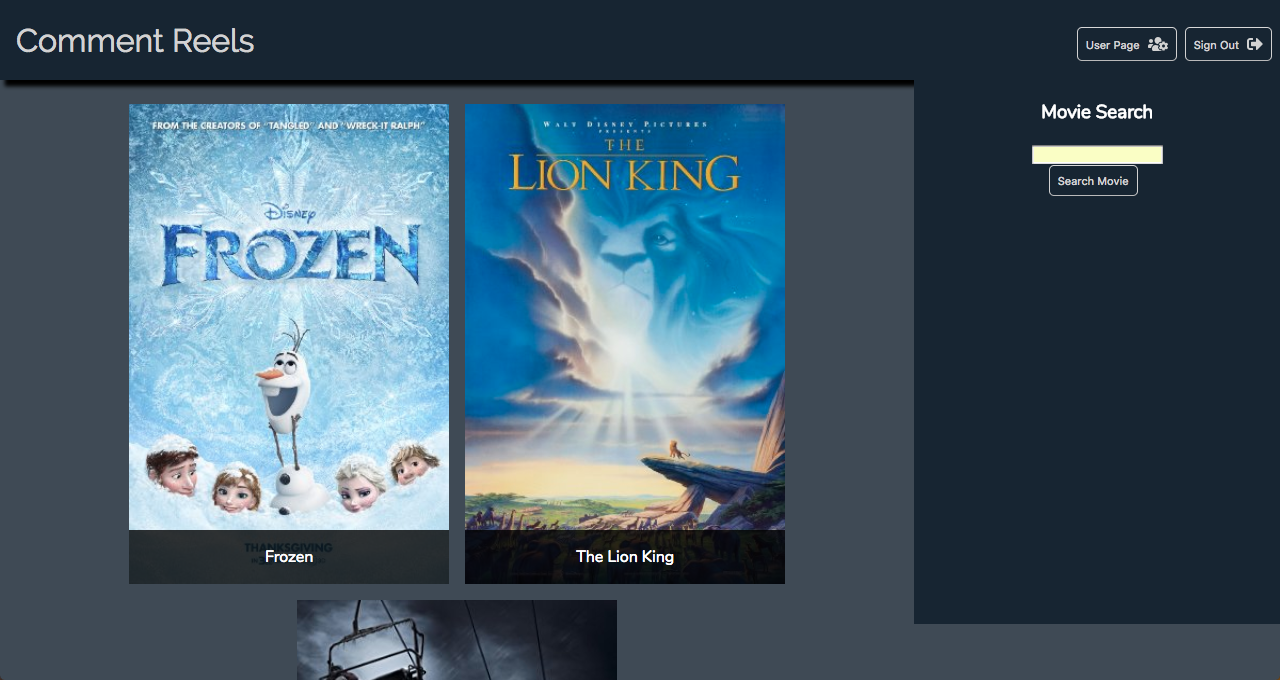 Comment Reels
User Page
Sign Out
FROM THE CREATORS OF "TANGLED" AND "WRECK-IT RALPH"
DISNEY
FROZEN
THANKSGIVING
Frozen
WALT DISNEY PICTURES
PRESENTS
THE
LION KING
The Lion King
Movie Search
Search Movie